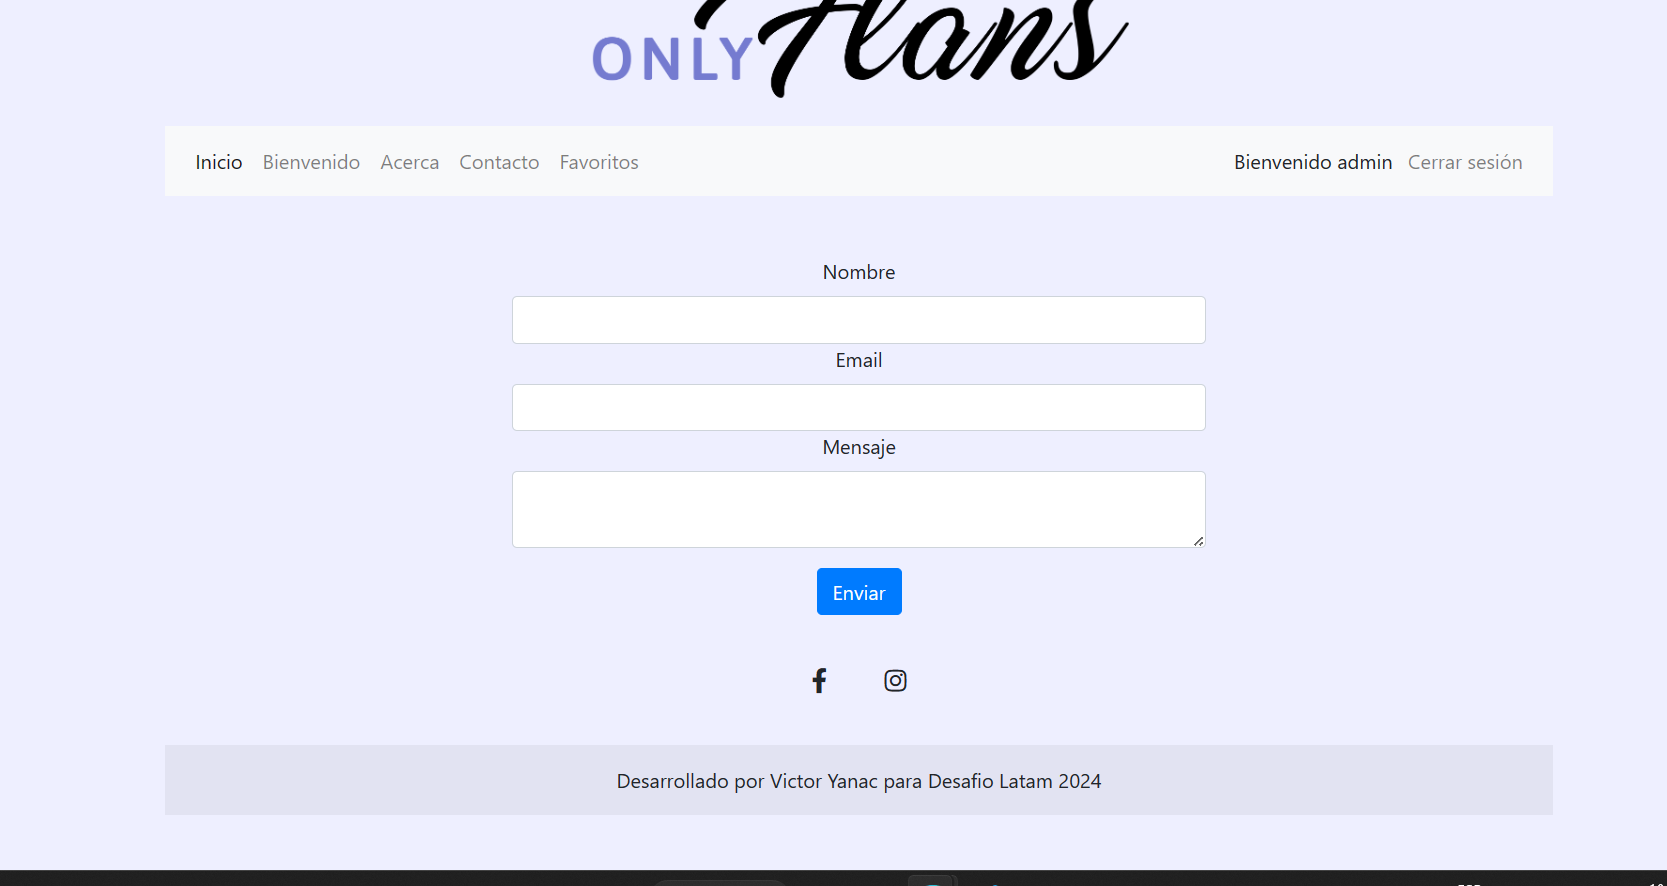 ONLY Flans
Inicio Bienvenido Acerca Contacto Favoritos Bienvenido admin Cerrar sesión
Nombre
Email
Mensaje
Enviar
Desarrollado por Victor Yanac para Desafio Latam 2024